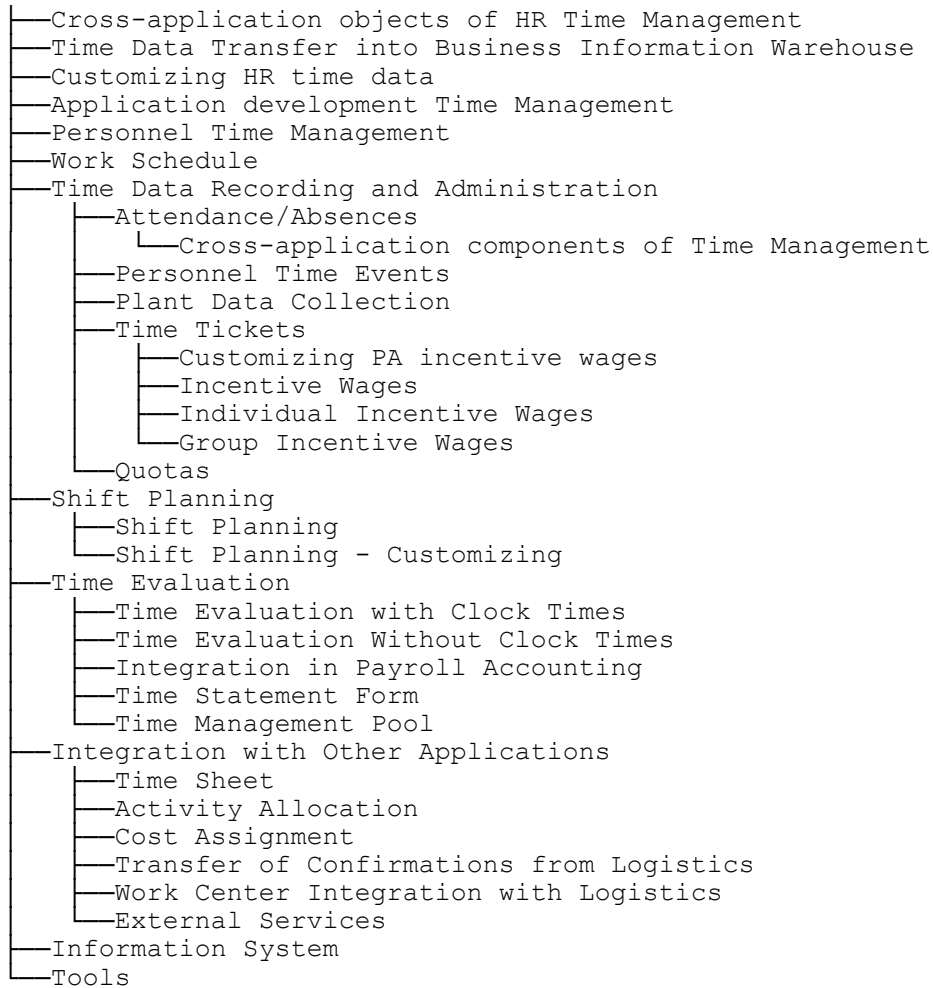 Cross-application objects of HR Time Management
Time Data Transfer into Business Information Warehouse
Customizing HR time data
Application development Time Management
Personnel Time Management
Work Schedule
Time Data Recording and Administration
Attendance/Absences
Cross-application components of Time Management
Personnel Time Events
Plant Data Collection
Time Tickets
Customizing PA incentive wages
Incentive Wages
Individual Incentive Wages
Group Incentive Wages
Quotas
Shift Planning
Shift Planning
Shift Planning - Customizing
Time Evaluation
Time Evaluation with Clock Times
Time Evaluation Without Clock Times
Integration in Payroll Accounting
Time Statement Form
Time Management Pool
Integration with Other Applications
Time Sheet
Activity Allocation
Cost Assignment
Transfer of Confirmations from Logistics
Work Center Integration with Logistics
External Services
Information System
Tools